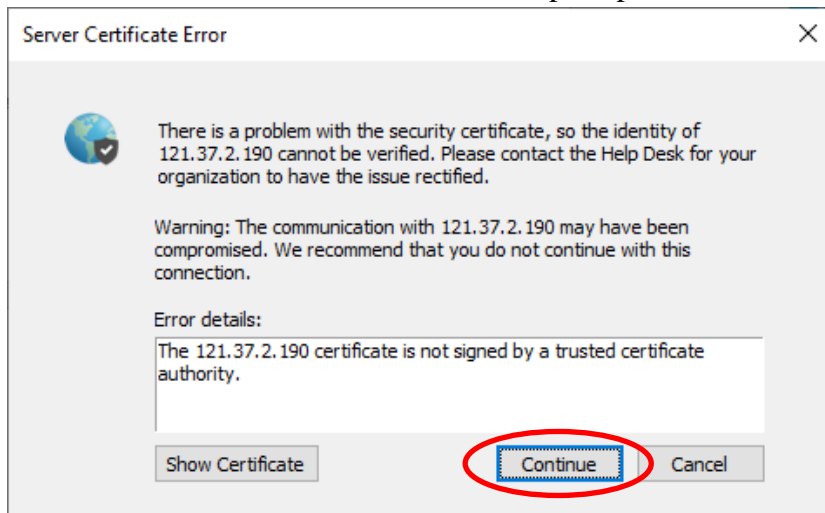 Server Certificate Error
There is a problem with the security certificate, so the identity of
121.37.2.190 cannot be verified. Please contact the Help Desk for your
organization to have the issue rectified.
Warning: The communication with 121.37.2.190 may have been
compromised. We recommend that you do not continue with this
connection.
Error details:
The 121.37.2.190 certificate is not signed by a trusted certificate
authority.
Show Certificate
Continue
Cancel